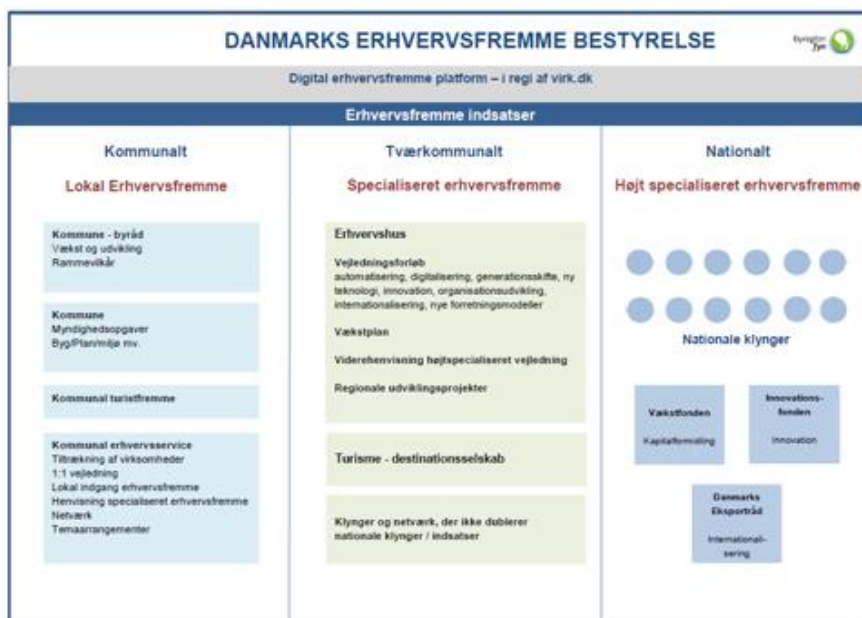 DANMARKS ERHVERVSFREMME BESTYRELSE
Byregion
Fyn
Digital erhvervsfremme platform – i regi af virk.dk
Erhvervsfremme indsatser
Kommunalt
Lokal Erhvervsfremme
Kommune - byråd
Vækst og udvikling
Rammevilkår
Kommune
Myndighedsopgaver
Byg/Plan/miljø mv.
Kommunal turistfremme
Kommunal erhvervsservice
Tiltrækning af virksomheder
1:1 vejledning
Lokal indgang erhvervsfremme
Henvisning specialiseret erhvervsfremme
Netværk
Temaarrangementer
Tværkommunalt
Specialiseret erhvervsfremme
Erhvervshus
Vejledningsforløb
automatisering, digitalisering, generationsskifte, ny
teknologi, innovation, organisationsudvikling,
internationalisering, nye forretningsmodeller
Vækstplan
Viderehenvisning højtspecialiseret vejledning
Regionale udviklingsprojekter
Turisme - destinationsselskab
Klynger og netværk, der ikke dublerer
nationale klynger / indsatser
Nationalt
Højt specialiseret erhvervsfremme
Nationale klynger
Vækstfonden
Kapitalformidling
Innovations-
fonden
Innovation
Danmarks
Eksportråd
Internationali-
sering